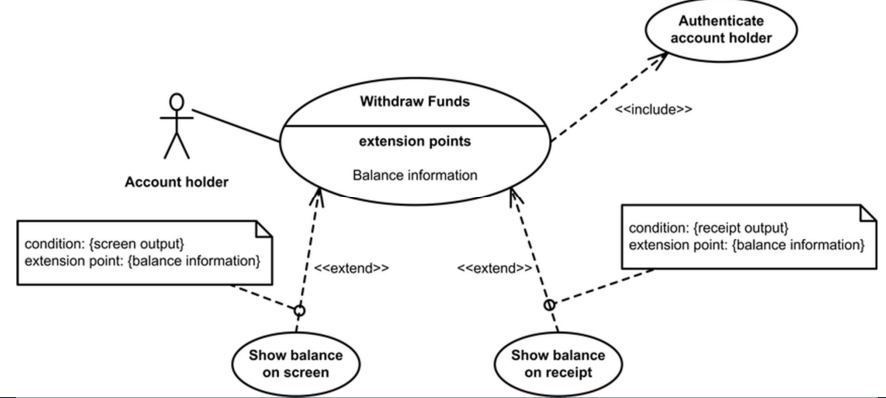 Authenticate
account holder
Withdraw Funds
<<include>>
extension points
Balance information
Account holder
condition: {screen output}
extension point: {balance information}
condition: {receipt output}
extension point: {balance information}
<<extend>>
<<extend>>
Show balance
on screen
Show balance
on receipt